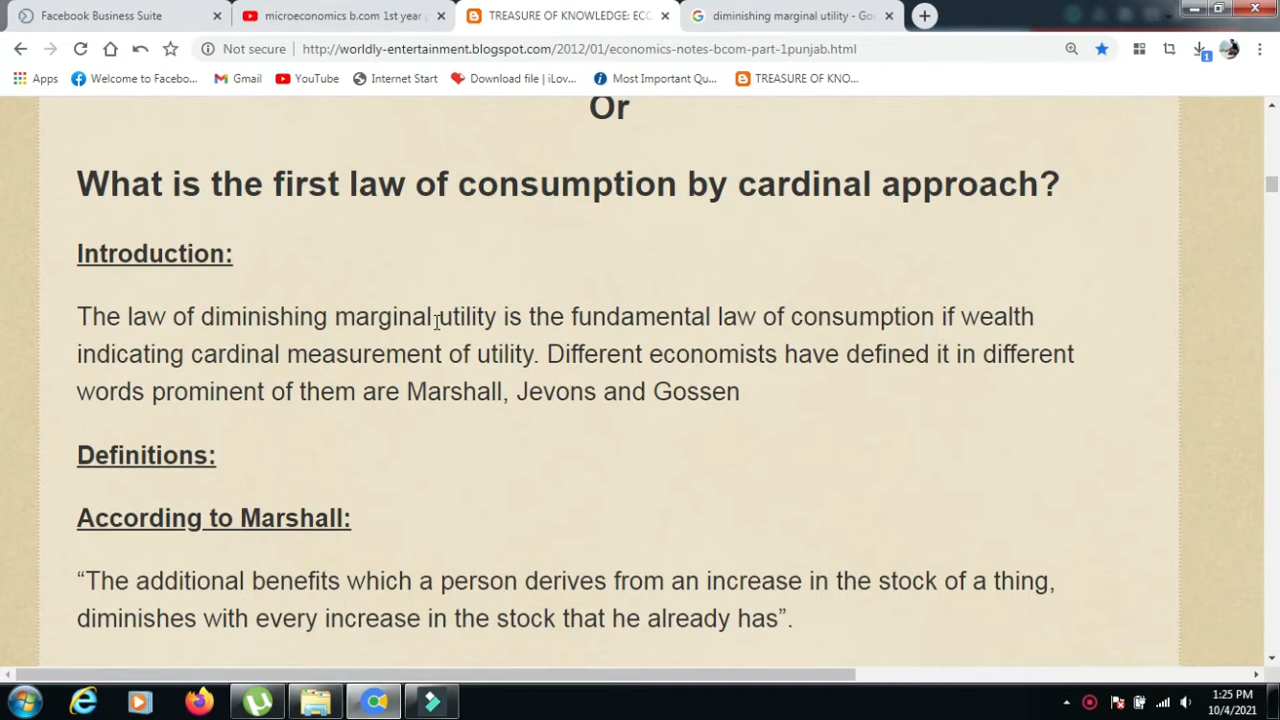 Facebook Business Suite
microeconomics b.com 1st year
TREASURE OF KNOWLEDGE: EC
diminishing marginal utility - Go
Not secure
http://worldly-entertainment.blogspot.com/2012/01/economics-notes-bcom-part-1punjab.html
Apps
Welcome to Facebo...
Gmail
YouTube
Internet Start
Download file | iLov...
Most Important Qu...
TREASURE OF KNO...
Or
What is the first law of consumption by cardinal approach?
Introduction:
The law of diminishing marginal utility is the fundamental law of consumption if wealth
indicating cardinal measurement of utility. Different economists have defined it in different
words prominent of them are Marshall, Jevons and Gossen
Definitions:
According to Marshall:
“The additional benefits which a person derives from an increase in the stock of a thing,
diminishes with every increase in the stock that he already has”.
1:25 PM
10/4/2021